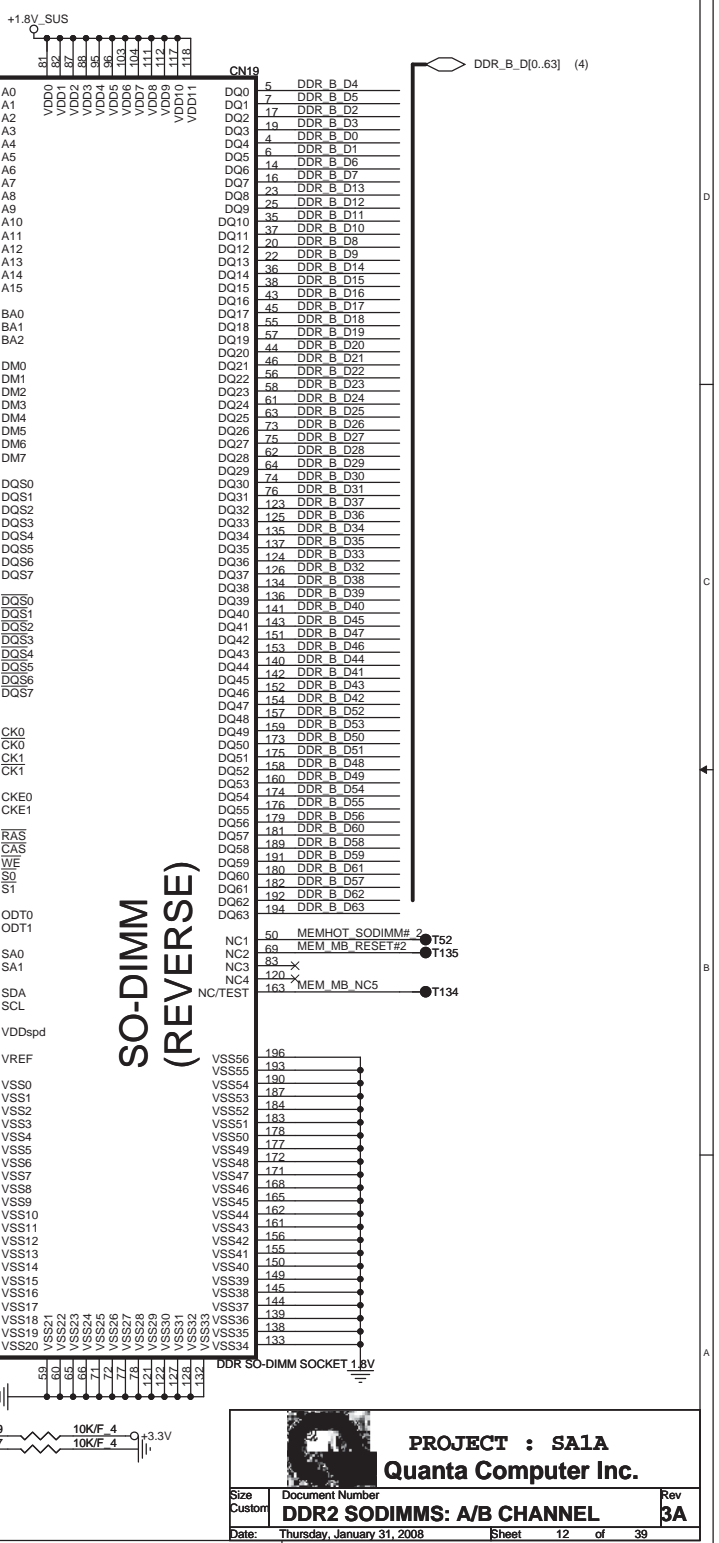 +1.8V_SUS
81 82 87 88 95 96 103 104 111 112 117 118
VDD0 VDD1 VDD2 VDD3 VDD4 VDD5 VDD6 VDD7 VDD8 VDD9 VDD10 VDD11
CN19
DDR_B_D[0..63] (4)
A0
A1
A2
A3
A4
A5
A6
A7
A8
A9
A10
A11
A12
A13
A14
A15
BA0
BA1
BA2
DM0
DM1
DM2
DM3
DM4
DM5
DM6
DM7
DQS0
DQS1
DQS2
DQS3
DQS4
DQS5
DQS6
DQS7
DQS0
DQS1
DQS2
DQS3
DQS4
DQS5
DQS6
DQS7
CK0
CK0
CK1
CK1
CKE0
CKE1
RAS
CAS
WE
S0
S1
ODT0
ODT1
SA0
SA1
SDA
SCL
VDDspd
VREF
VSS0
VSS1
VSS2
VSS3
VSS4
VSS5
VSS6
VSS7
VSS8
VSS9
VSS10
VSS11
VSS12
VSS13
VSS14
VSS15
VSS16
VSS17
VSS18
VSS19
VSS20
DQ0 5 DDR_B_D4
DQ1 7 DDR_B_D5
DQ2 17 DDR_B_D2
DQ3 19 DDR_B_D3
DQ4 4 DDR_B_D0
DQ5 6 DDR_B_D1
DQ6 14 DDR_B_D6
DQ7 16 DDR_B_D7
DQ8 23 DDR_B_D13
DQ9 25 DDR_B_D12
DQ10 35 DDR_B_D11
DQ11 37 DDR_B_D10
DQ12 20 DDR_B_D8
DQ13 22 DDR_B_D9
DQ14 36 DDR_B_D14
DQ15 38 DDR_B_D15
DQ16 43 DDR_B_D16
DQ17 45 DDR_B_D17
DQ18 55 DDR_B_D18
DQ19 57 DDR_B_D19
DQ20 44 DDR_B_D20
DQ21 46 DDR_B_D21
DQ22 56 DDR_B_D22
DQ23 58 DDR_B_D23
DQ24 61 DDR_B_D24
DQ25 63 DDR_B_D25
DQ26 73 DDR_B_D26
DQ27 75 DDR_B_D27
DQ28 62 DDR_B_D28
DQ29 64 DDR_B_D29
DQ30 74 DDR_B_D30
DQ31 76 DDR_B_D31
DQ32 123 DDR_B_D37
DQ33 125 DDR_B_D36
DQ34 135 DDR_B_D34
DQ35 137 DDR_B_D35
DQ36 124 DDR_B_D33
DQ37 126 DDR_B_D32
DQ38 134 DDR_B_D38
DQ39 136 DDR_B_D39
DQ40 141 DDR_B_D40
DQ41 143 DDR_B_D45
DQ42 151 DDR_B_D47
DQ43 153 DDR_B_D46
DQ44 140 DDR_B_D44
DQ45 142 DDR_B_D41
DQ46 152 DDR_B_D43
DQ47 154 DDR_B_D42
DQ48 157 DDR_B_D52
DQ49 159 DDR_B_D53
DQ50 173 DDR_B_D50
DQ51 175 DDR_B_D51
DQ52 158 DDR_B_D48
DQ53 160 DDR_B_D49
DQ54 174 DDR_B_D54
DQ55 176 DDR_B_D55
DQ56 179 DDR_B_D56
DQ57 181 DDR_B_D60
DQ58 189 DDR_B_D58
DQ59 191 DDR_B_D59
DQ60 180 DDR_B_D61
DQ61 182 DDR_B_D57
DQ62 192 DDR_B_D62
DQ63 194 DDR_B_D63
NC1 50 MEMHOT_SODIMM#_2 T52
NC2 69 MEM_MB_RESET#2 T135
NC3 83
NC4 120
NC/TEST 163 MEM_MB_NC5 T134
SO-DIMM
(REVERSE)
VSS56 196
VSS55 193
VSS54 190
VSS53 187
VSS52 184
VSS51 183
VSS50 178
VSS49 177
VSS48 172
VSS47 171
VSS46 168
VSS45 165
VSS44 162
VSS43 161
VSS42 156
VSS41 155
VSS40 150
VSS39 149
VSS38 145
VSS37 144
VSS36 139
VSS35 138
VSS34 133
VSS21 VSS22 VSS23 VSS24 VSS25 VSS26 VSS27 VSS28 VSS29 VSS30 VSS31 VSS32 VSS33
59 60 65 66 71 72 77 78 121 122 127 128 132
DDR SO-DIMM SOCKET 1.8V
9 10K/F_4 +3.3V
7 10K/F_4
D
C
B
A
PROJECT : SA1A
Quanta Computer Inc.
Size Document Number Rev
Custom DDR2 SODIMMS: A/B CHANNEL 3A
Date: Thursday, January 31, 2008 Sheet 12 of 39